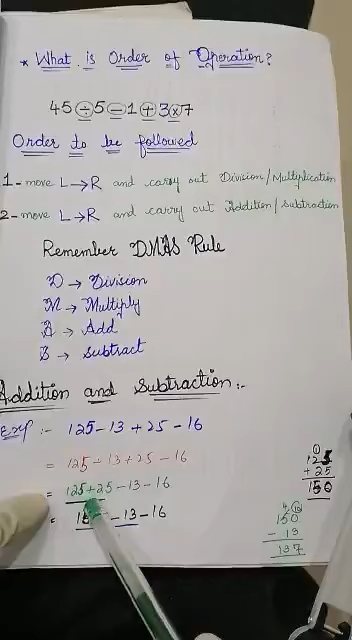 * What is Order of Operation?
45 ÷ 5 - 1 + 3 × 7
Order to be followed
1 - move L → R and carry out Division/Multiplication
2 - move L → R and carry out Addition/Subtraction
Remember DMAS Rule
D → Division
M → Multiply
A → Add
S → Subtract
Addition and Subtraction :-
Exp :- 125 - 13 + 25 - 16
= 125 - 13 + 25 - 16
= 125 + 25 - 13 - 16
= - 13 - 16
1
125
+ 25
150
4 10
150
- 13
137